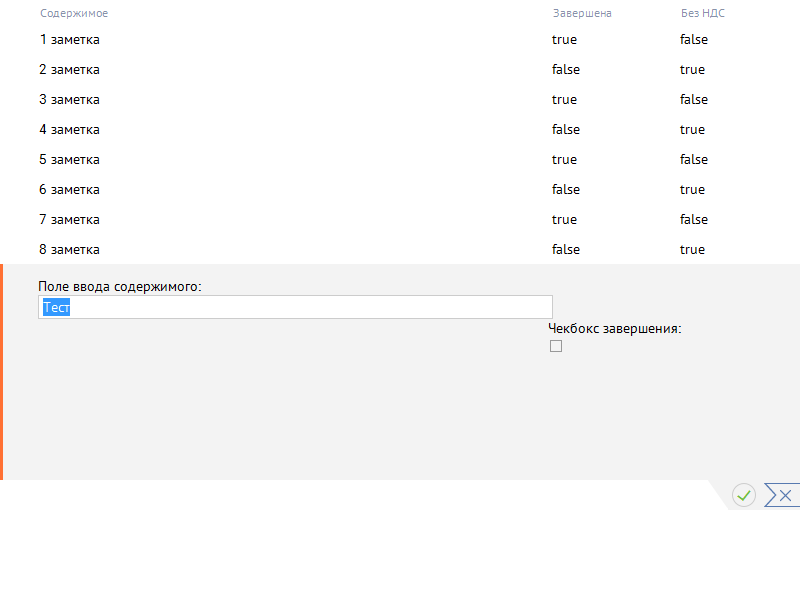 Содержимое Завершена Без НДС
1 заметка true false
2 заметка false true
3 заметка true false
4 заметка false true
5 заметка true false
6 заметка false true
7 заметка true false
8 заметка false true
Поле ввода содержимого:
Тест
Чекбокс завершения: